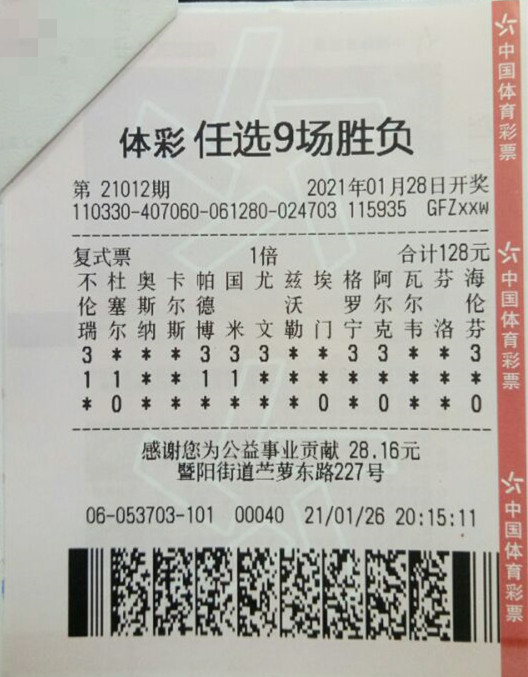 体彩 任选9场胜负
第 21012期 2021年01月28日开奖
110330-407060-061280-024703 115935 GFZxxW
复式票 1倍 合计128元
不 杜 奥 卡 帕 国 尤 兹 埃 格 阿 瓦 芬 海
伦 塞 斯 尔 德 沃 罗 尔 尔 伦
瑞 尔 纳 斯 博 米 文 勒 门 宁 克 韦 洛 芬
3 * * * 3 3 3 * * 3 3 * * 3
1 1 * * 1 1 * * * * * * * *
* 0 * * * * * * 0 * 0 * * 0
感谢您为公益事业贡献 28.16元
暨阳街道苎萝东路227号
06-053703-101 00040 21/01/26 20:15:11
中国体育彩票
中国体育彩票
中国体育彩票